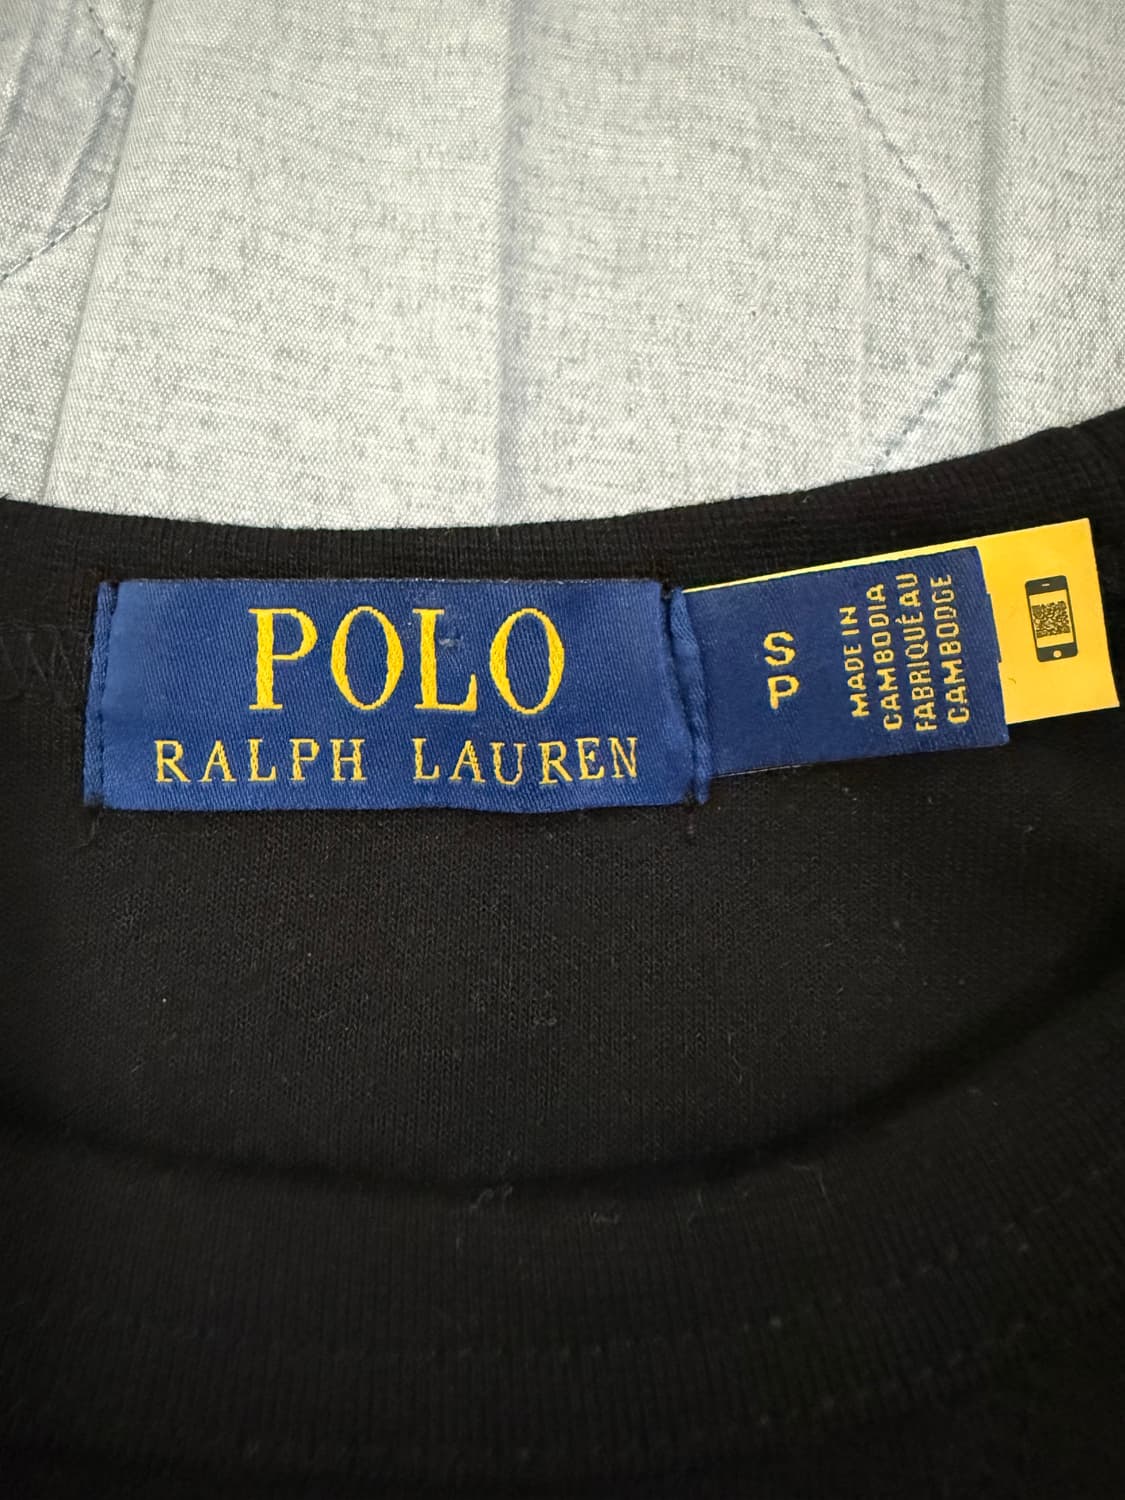 POLO
RALPH LAUREN
S
P
MADE IN
CAMBODIA
FABRIQUÉ AU
CAMBODGE